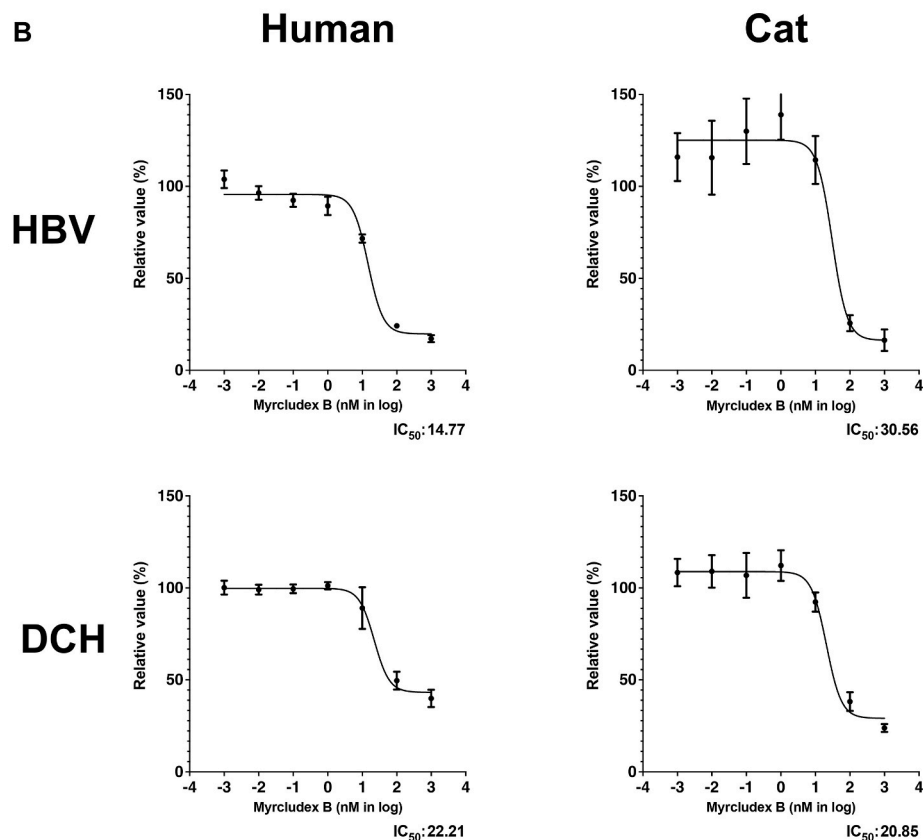 B
Human
Cat
HBV
DCH
Relative value (%)
150
100
50
0
-4 -3 -2 -1 0 1 2 3 4
Myrcludex B (nM in log)
IC50:14.77
Relative value (%)
150
100
50
0
-4 -3 -2 -1 0 1 2 3 4
Myrcludex B (nM in log)
IC50:30.56
Relative value (%)
150
100
50
0
-4 -3 -2 -1 0 1 2 3 4
Myrcludex B (nM in log)
IC50:22.21
Relative value (%)
150
100
50
0
-4 -3 -2 -1 0 1 2 3 4
Myrcludex B (nM in log)
IC50:20.85